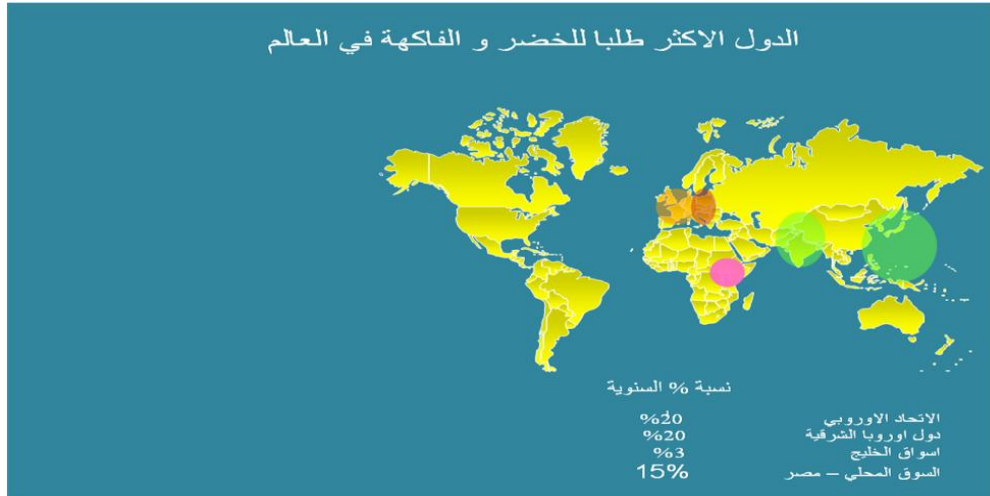 الدول الاكثر طلبا للخضر و الفاكهة في العالم
نسبة % السنوية
الاتحاد الاوروبي %20
دول اوروبا الشرقية %20
اسواق الخليج %3
السوق المحلي – مصر 15%